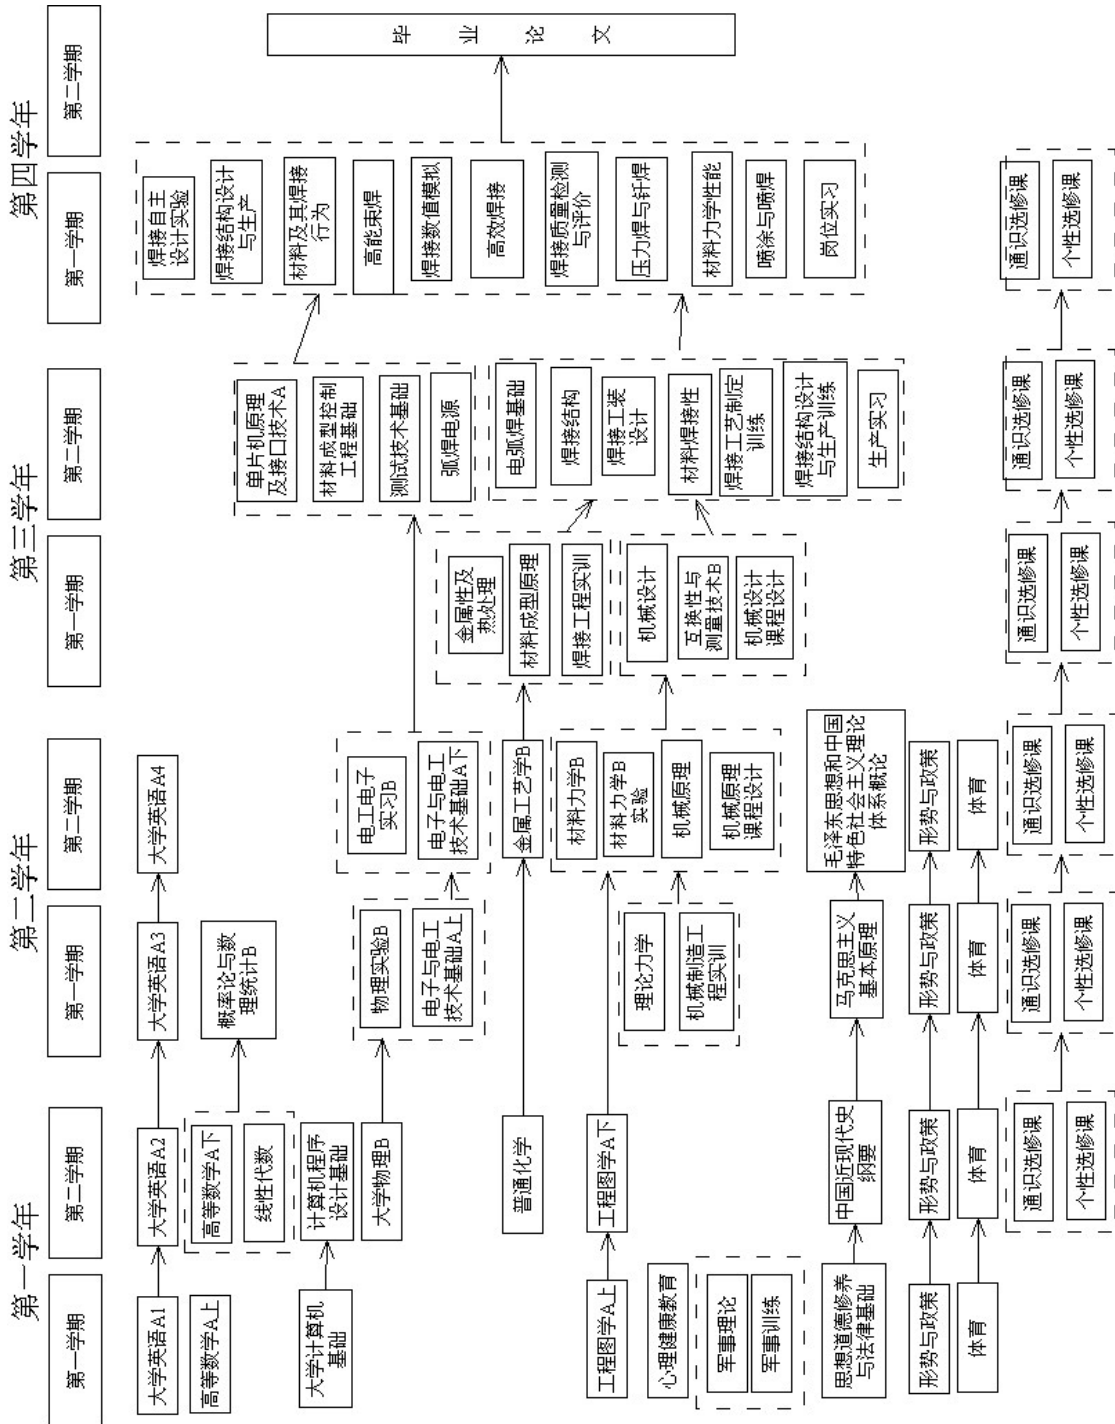 第一学年
第二学年
第三学年
第四学年
第一学期
第二学期
第一学期
第二学期
第一学期
第二学期
第一学期
第二学期
大学英语A1
大学英语A2
大学英语A3
大学英语A4
高等数学A上
高等数学A下
线性代数
概率论与数
理统计B
大学计算机
基础
计算机程序
设计基础
大学物理B
物理实验B
电子与电工
技术基础A上
电工电子
实习B
电子与电工
技术基础A下
单片机原理
及接口技术A
材料成型控制
工程基础
测试技术基础
弧焊电源
普通化学
金属工艺学B
金属性及
热处理
材料成型原理
焊接工程实训
工程图学A上
工程图学A下
理论力学
机械制造工
程实训
材料力学B
材料力学B
实验
机械原理
机械原理
课程设计
机械设计
互换性与
测量技术B
机械设计
课程设计
电弧焊基础
焊接结构
焊接工装
设计
材料焊接性
焊接工艺制定
训练
焊接结构设计
与生产训练
生产实习
焊接自主
设计实验
焊接结构设计
与生产
材料及其焊接
行为
高能束焊
焊接数值模拟
高效焊接
焊接质量检测
与评价
压力焊与钎焊
材料力学性能
喷涂与喷焊
岗位实习
毕业论文
心理健康教育
军事理论
军事训练
思想道德修养
与法律基础
中国近现代史
纲要
马克思主义
基本原理
毛泽东思想和中国
特色社会主义理论
体系概论
形势与政策
形势与政策
形势与政策
形势与政策
体育
体育
体育
体育
通识选修课
个性选修课
通识选修课
个性选修课
通识选修课
个性选修课
通识选修课
个性选修课
通识选修课
个性选修课
通识选修课
个性选修课